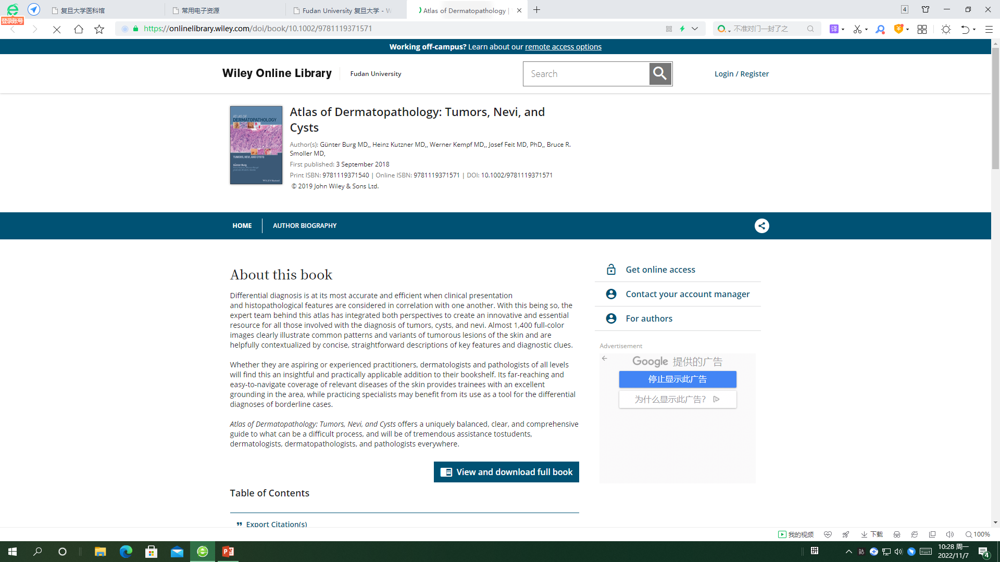 复旦大学医科馆
常用电子资源
Fudan University 复旦大学 - W
Atlas of Dermatopathology |
4
登录账号
https://onlinelibrary.wiley.com/doi/book/10.1002/9781119371571
不准对门一封了之
译
Working off-campus? Learn about our remote access options
Wiley Online Library
Fudan University
Search
Login / Register
ATLAS OF
DERMATOPATHOLOGY
TUMORS, NEVI, AND CYSTS
Günter Burg
WILEY Blackwell
Atlas of Dermatopathology: Tumors, Nevi, and
Cysts
Author(s): Günter Burg MD,, Heinz Kutzner MD,, Werner Kempf MD,, Josef Feit MD, PhD,, Bruce R.
Smoller MD,
First published: 3 September 2018
Print ISBN: 9781119371540 | Online ISBN: 9781119371571 | DOI: 10.1002/9781119371571
© 2019 John Wiley & Sons Ltd.
HOME
AUTHOR BIOGRAPHY
About this book
Differential diagnosis is at its most accurate and efficient when clinical presentation
and histopathological features are considered in correlation with one another. With this being so, the
expert team behind this atlas has integrated both perspectives to create an innovative and essential
resource for all those involved with the diagnosis of tumors, cysts, and nevi. Almost 1,400 full-color
images clearly illustrate common patterns and variants of tumorous lesions of the skin and are
helpfully contextualized by concise, straightforward descriptions of key features and diagnostic clues.
Whether they are aspiring or experienced practitioners, dermatologists and pathologists of all levels
will find this an insightful and practically applicable addition to their bookshelf. Its far-reaching and
easy-to-navigate coverage of relevant diseases of the skin provides trainees with an excellent
grounding in the area, while practicing specialists may benefit from its use as a tool for the differential
diagnoses of borderline cases.
Atlas of Dermatopathology: Tumors, Nevi, and Cysts offers a uniquely balanced, clear, and comprehensive
guide to what can be a difficult process, and will be of tremendous assistance tostudents,
dermatologists, dermatopathologists, and pathologists everywhere.
View and download full book
Table of Contents
Export Citation(s)
Get online access
Contact your account manager
For authors
Advertisement
Google 提供的广告
停止显示此广告
为什么显示此广告?
我的视频
下载
100%
拼
10:28 周一
2022/11/7
4